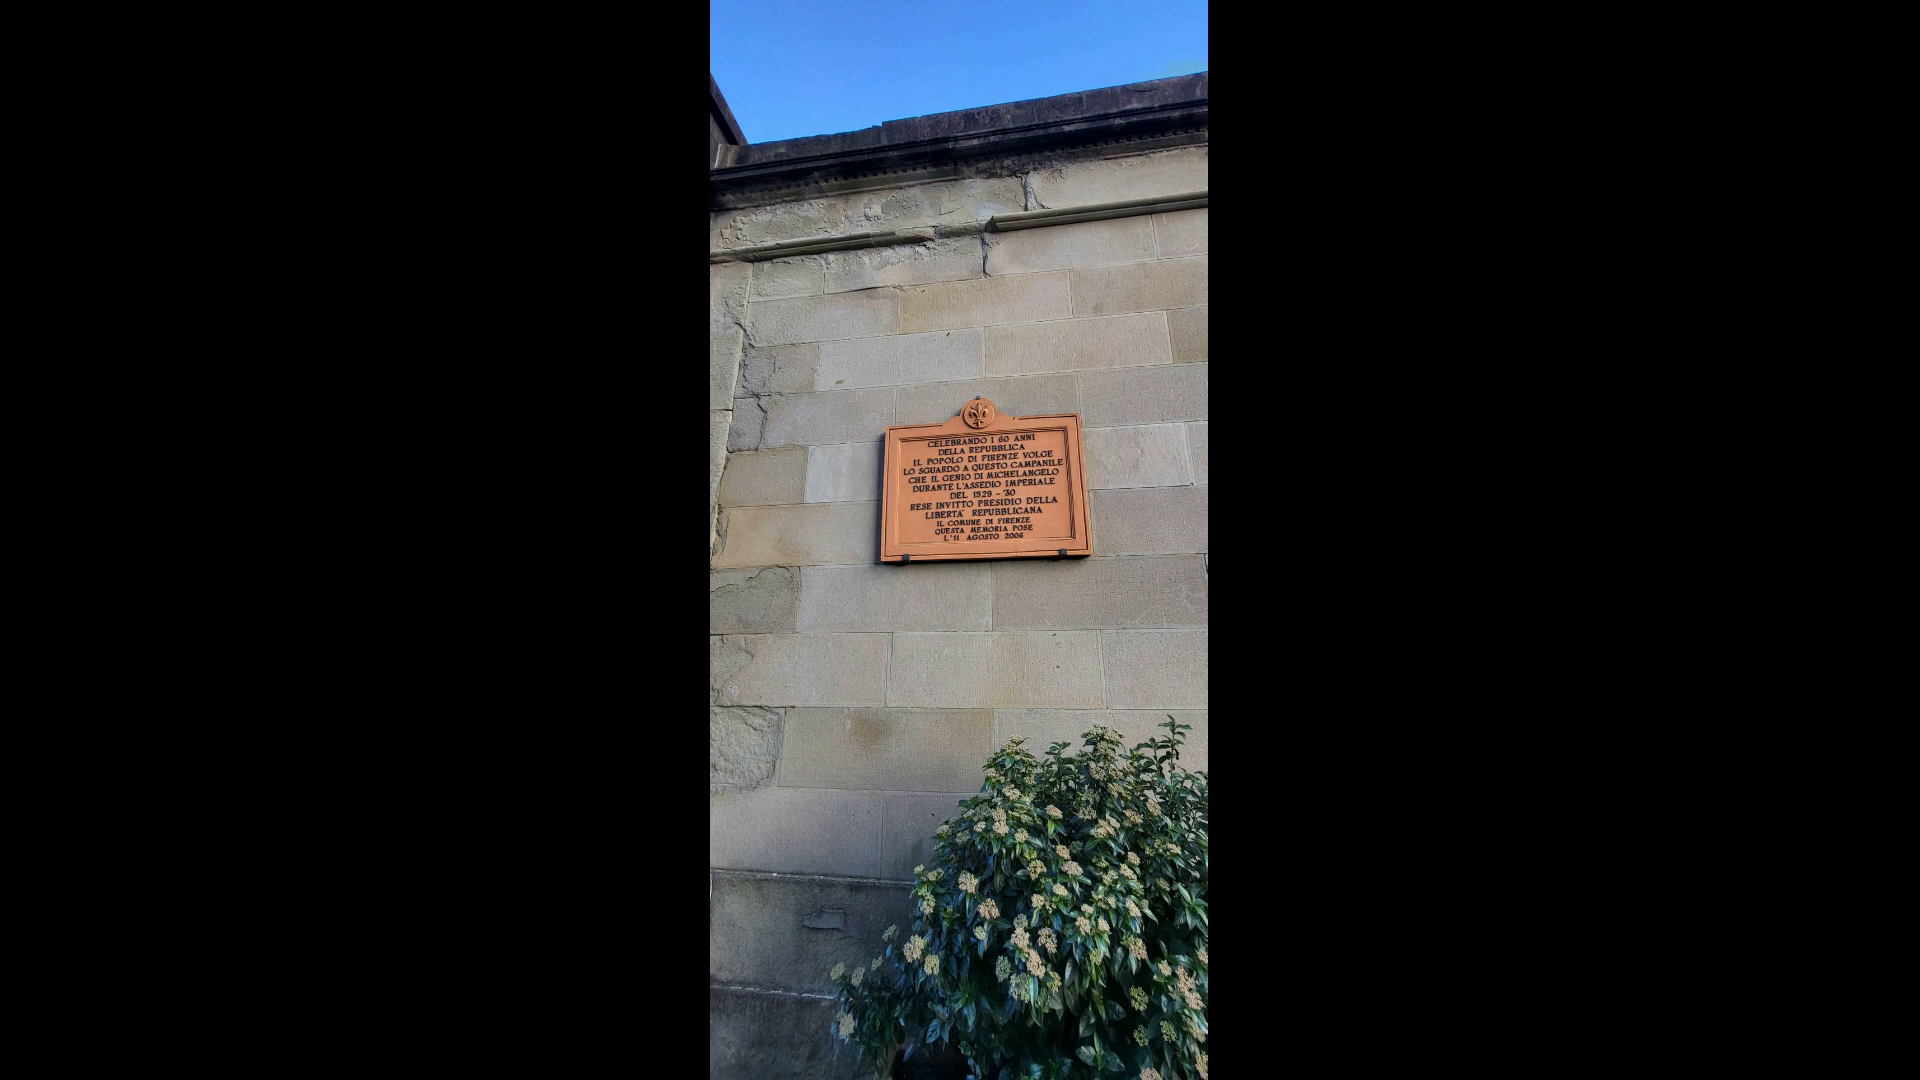 CELEBRANDO I 60 ANNI
DELLA REPUBBLICA
IL POPOLO DI FIRENZE VOLGE
LO SGUARDO A QUESTO CAMPANILE
CHE IL GENIO DI MICHELANGELO
DURANTE L'ASSEDIO IMPERIALE
DEL 1529 - '30
RESE INVITTO PRESIDIO DELLA
LIBERTA' REPUBBLICANA
IL COMUNE DI FIRENZE
QUESTA MEMORIA POSE
L'11 AGOSTO 2006